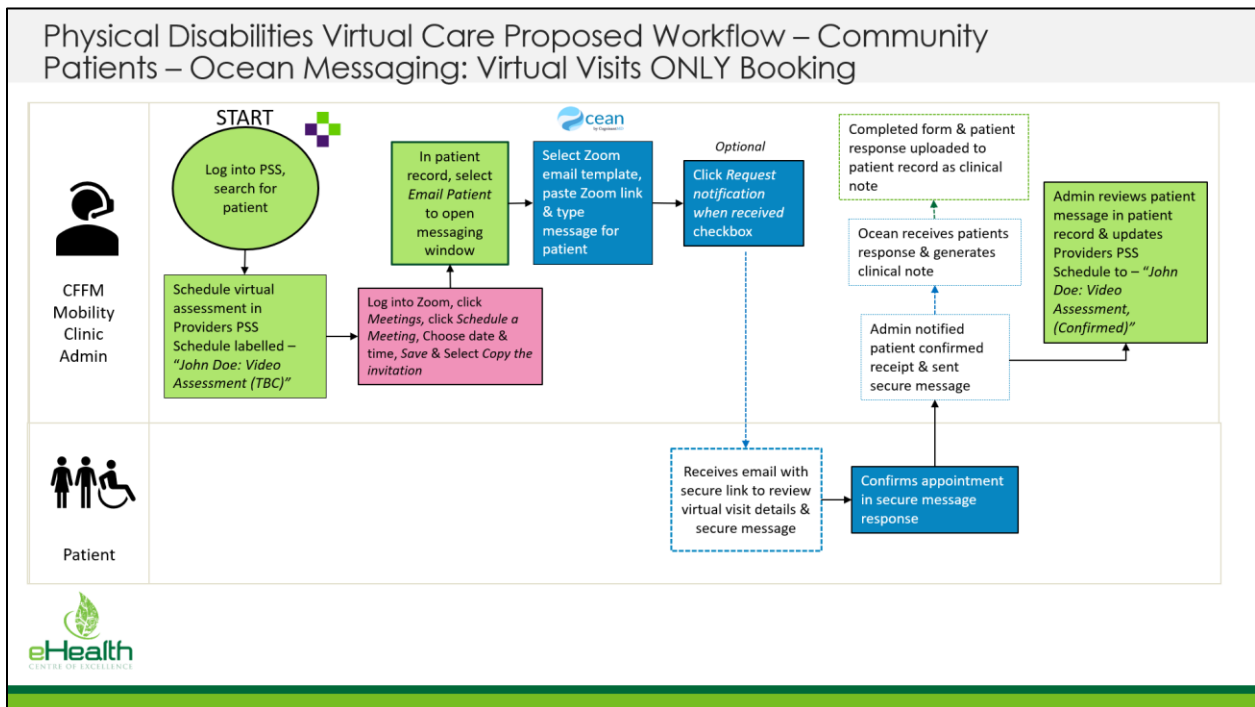 Physical Disabilities Virtual Care Proposed Workflow – Community
Patients – Ocean Messaging: Virtual Visits ONLY Booking
START
Log into PSS,
search for
patient
Schedule virtual
assessment in
Providers PSS
Schedule labelled –
“John Doe: Video
Assessment (TBC)”
Log into Zoom, click
Meetings, click Schedule a
Meeting, Choose date &
time, Save & Select Copy the
invitation
In patient
record, select
Email Patient
to open
messaging
window
cean
by CognisantMD
Select Zoom
email template,
paste Zoom link
& type
message for
patient
Optional
Click Request
notification
when received
checkbox
Receives email with
secure link to review
virtual visit details &
secure message
Confirms appointment
in secure message
response
Admin notified
patient confirmed
receipt & sent
secure message
Ocean receives patients
response & generates
clinical note
Completed form & patient
response uploaded to
patient record as clinical
note
Admin reviews patient
message in patient
record & updates
Providers PSS
Schedule to – “John
Doe: Video
Assessment,
(Confirmed)”
CFFM
Mobility
Clinic
Admin
Patient
eHealth
CENTRE OF EXCELLENCE